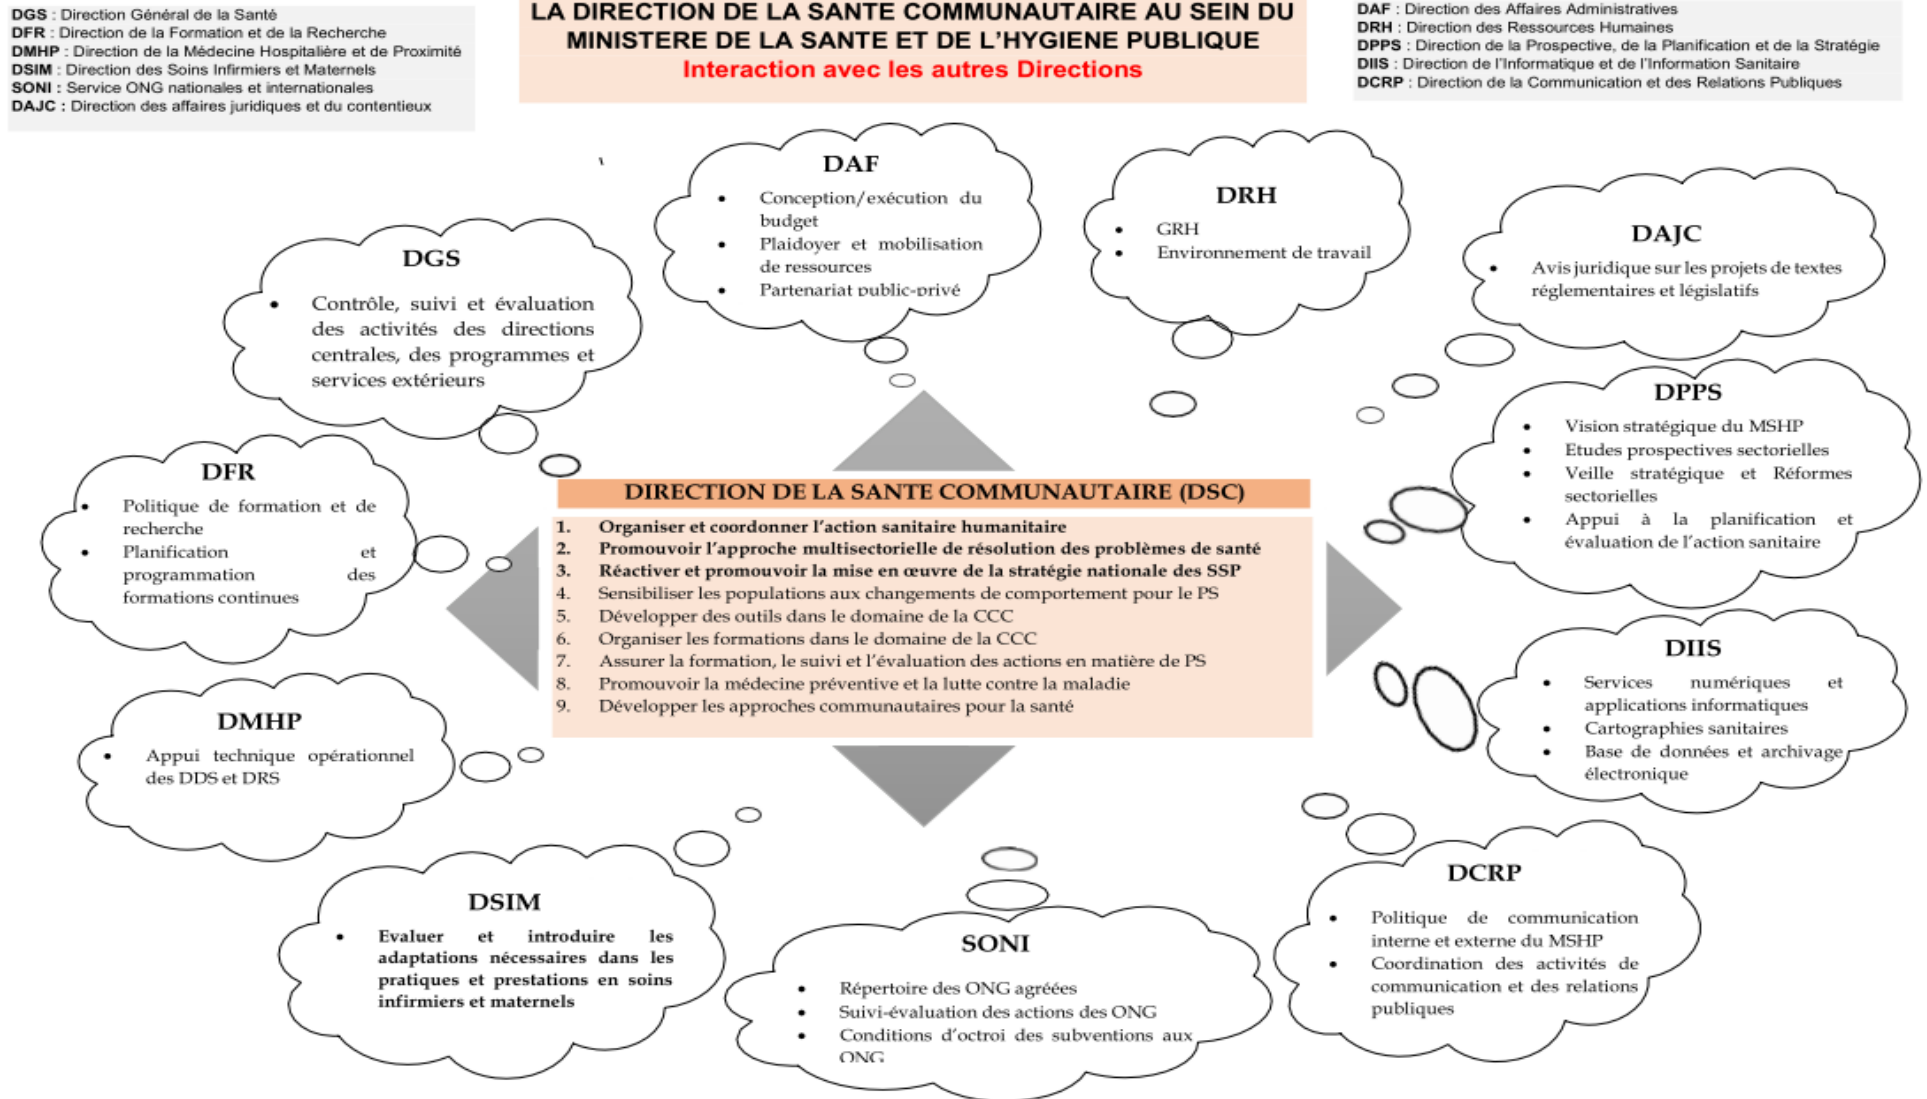 DGS : Direction Général de la Santé
DFR : Direction de la Formation et de la Recherche
DMHP : Direction de la Médecine Hospitalière et de Proximité
DSIM : Direction des Soins Infirmiers et Maternels
SONI : Service ONG nationales et internationales
DAJC : Direction des affaires juridiques et du contentieux
LA DIRECTION DE LA SANTE COMMUNAUTAIRE AU SEIN DU
MINISTERE DE LA SANTE ET DE L'HYGIENE PUBLIQUE
Interaction avec les autres Directions
DAF : Direction des Affaires Administratives
DRH : Direction des Ressources Humaines
DPPS : Direction de la Prospective, de la Planification et de la Stratégie
DIIS : Direction de l'Informatique et de l'Information Sanitaire
DCRP : Direction de la Communication et des Relations Publiques
DAF
• Conception/exécution du
budget
• Plaidoyer et mobilisation
de ressources
• Partenariat public-privé
DRH
• GRH
• Environnement de travail
DAJC
• Avis juridique sur les projets de textes
réglementaires et législatifs
DGS
• Contrôle, suivi et évaluation
des activités des directions
centrales, des programmes et
services extérieurs
DPPS
• Vision stratégique du MSHP
• Etudes prospectives sectorielles
• Veille stratégique et Réformes
sectorielles
• Appui à la planification et
évaluation de l'action sanitaire
DFR
• Politique de formation et de
recherche
• Planification et
programmation des
formations continues
DIRECTION DE LA SANTE COMMUNAUTAIRE (DSC)
1. Organiser et coordonner l'action sanitaire humanitaire
2. Promouvoir l'approche multisectorielle de résolution des problèmes de santé
3. Réactiver et promouvoir la mise en œuvre de la stratégie nationale des SSP
4. Sensibiliser les populations aux changements de comportement pour le PS
5. Développer des outils dans le domaine de la CCC
6. Organiser les formations dans le domaine de la CCC
7. Assurer la formation, le suivi et l'évaluation des actions en matière de PS
8. Promouvoir la médecine préventive et la lutte contre la maladie
9. Développer les approches communautaires pour la santé
DIIS
• Services numériques et
applications informatiques
• Cartographies sanitaires
• Base de données et archivage
électronique
DMHP
• Appui technique opérationnel
des DDS et DRS
DCRP
• Politique de communication
interne et externe du MSHP
• Coordination des activités de
communication et des relations
publiques
DSIM
• Evaluer et introduire les
adaptations nécessaires dans les
pratiques et prestations en soins
infirmiers et maternels
SONI
• Répertoire des ONG agréées
• Suivi-évaluation des actions des ONG
• Conditions d'octroi des subventions aux
ONG